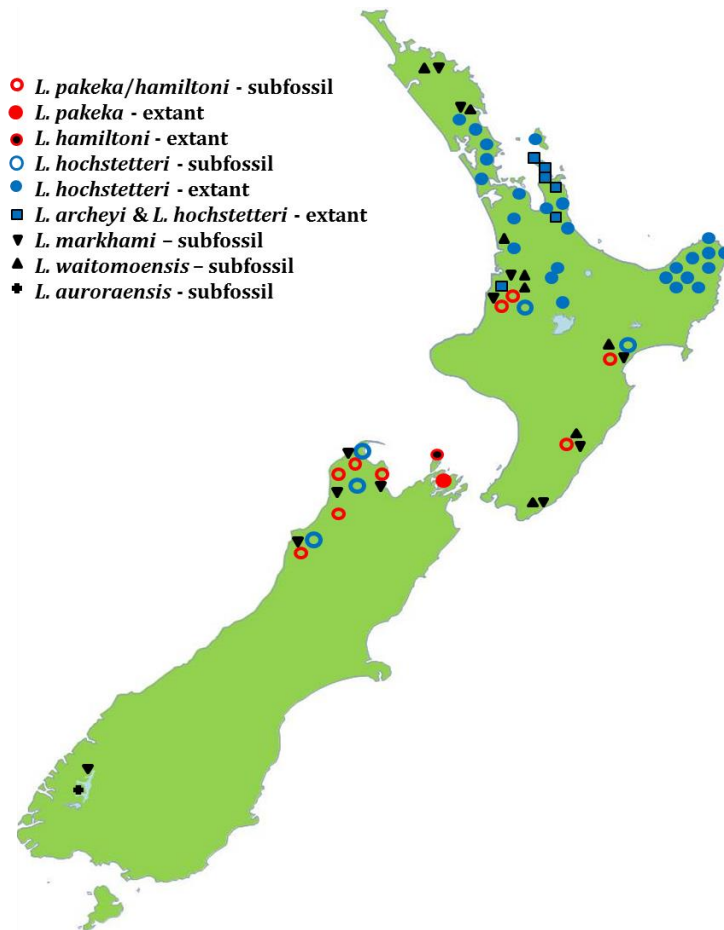 L. pakeka/hamiltoni - subfossil
L. pakeka - extant
L. hamiltoni - extant
L. hochstetteri - subfossil
L. hochstetteri - extant
L. archeyi & L. hochstetteri - extant
L. markhami – subfossil
L. waitomoensis – subfossil
L. auroraensis - subfossil